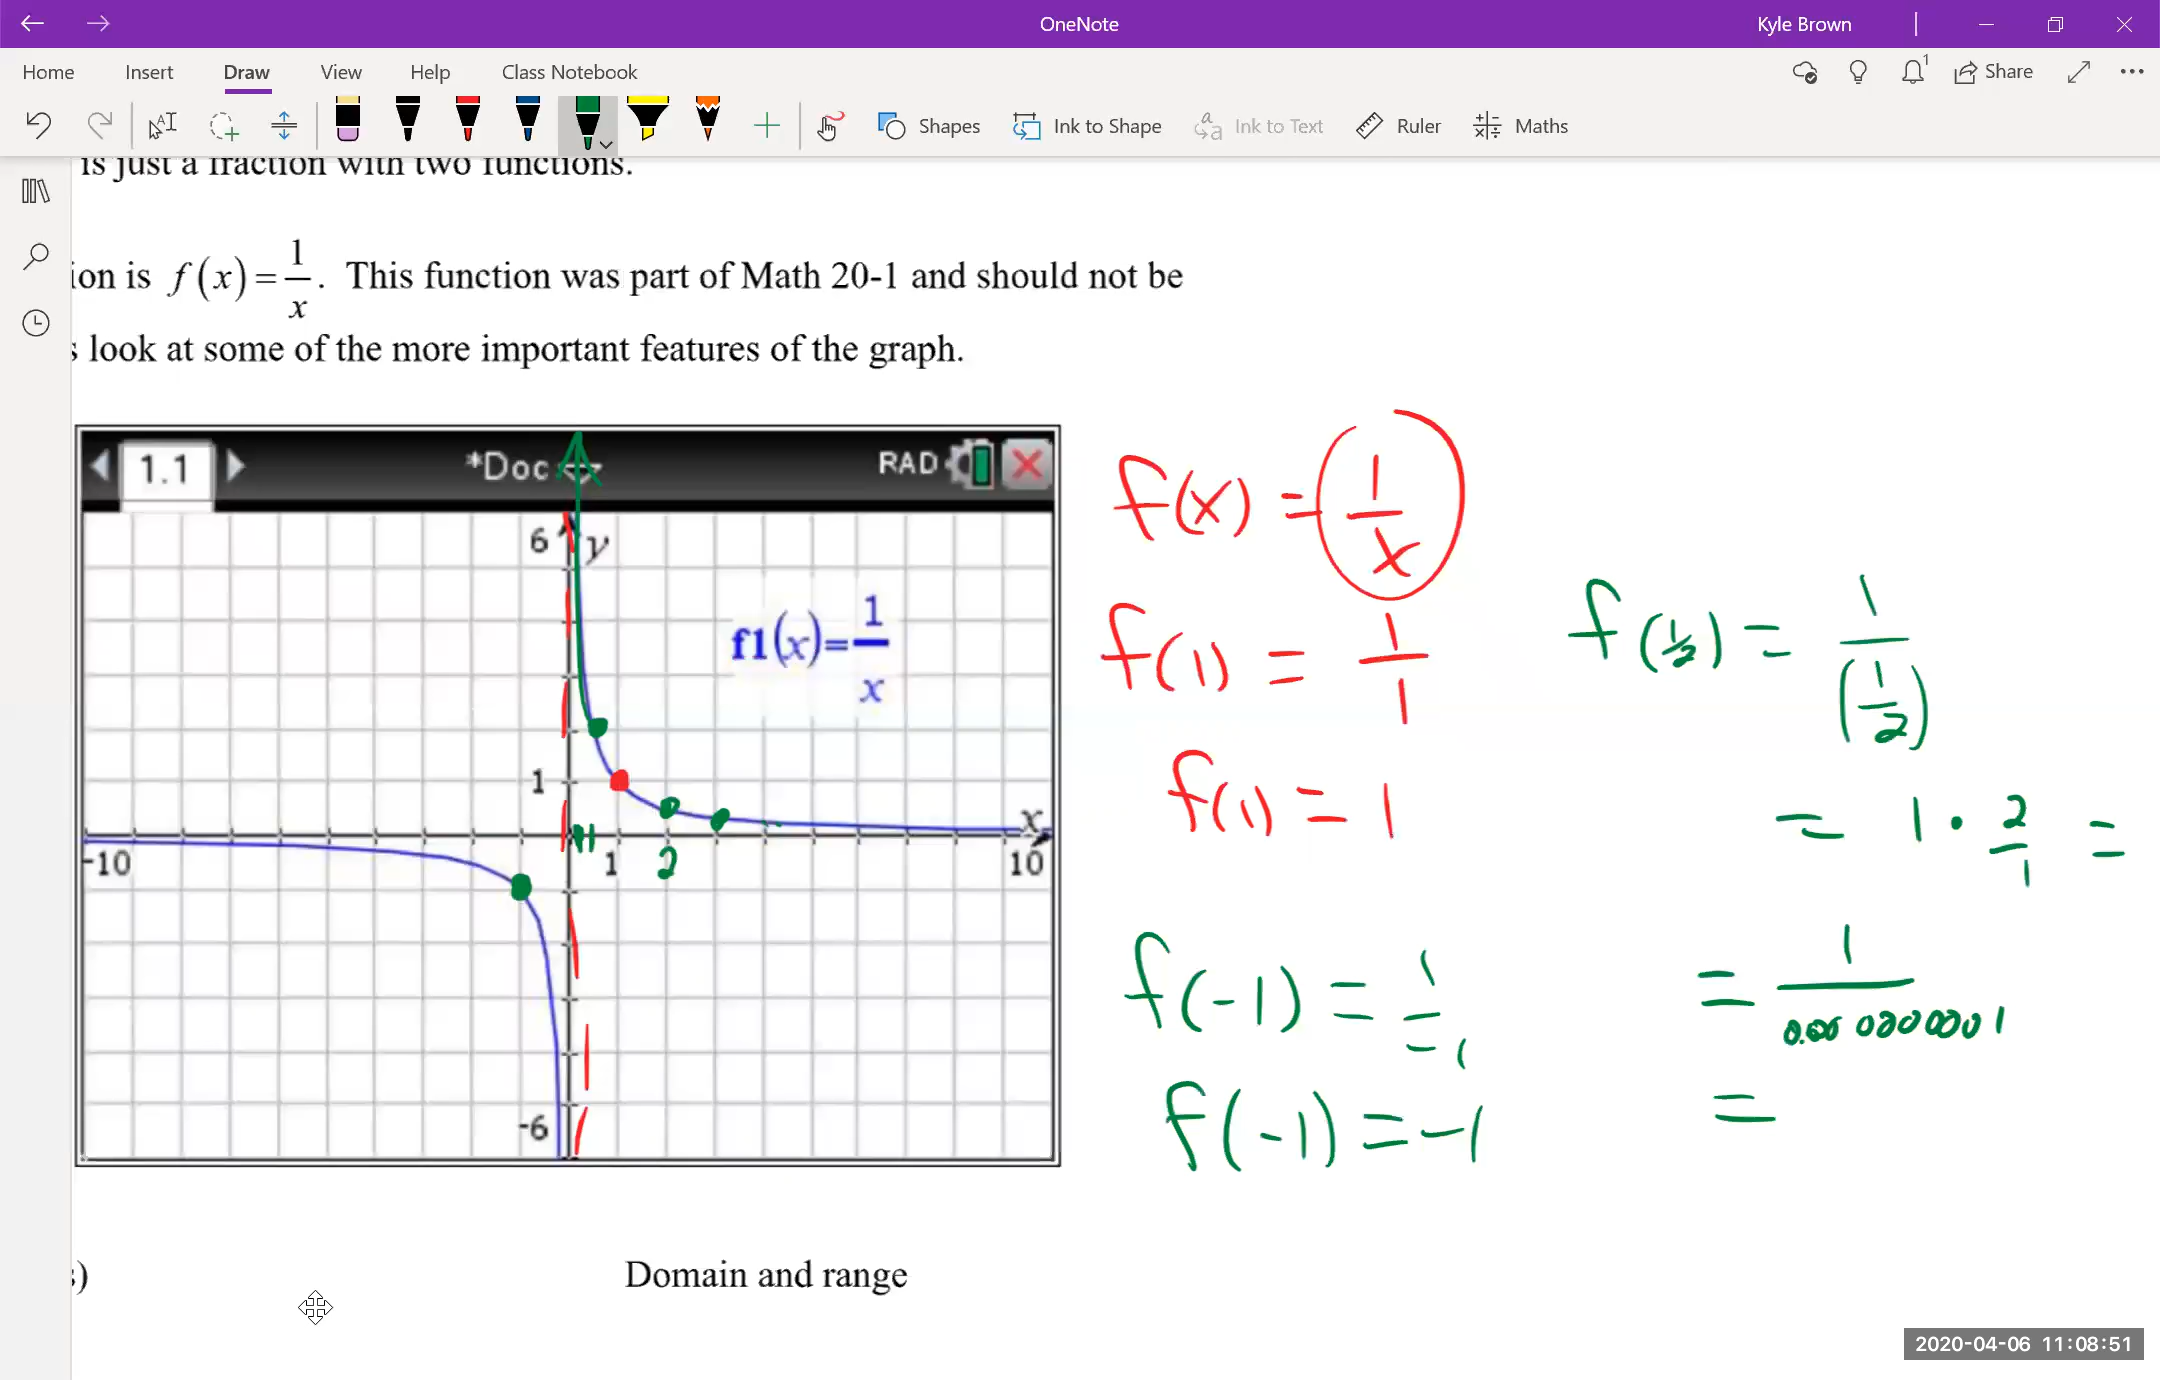 OneNote
Kyle Brown
Home Insert Draw View Help Class Notebook
1 Share
Shapes Ink to Shape Ink to Text Ruler Maths
is just a fraction with two functions.
ion is f(x) = 1/x. This function was part of Math 20-1 and should not be
s look at some of the more important features of the graph.
1.1 *Doc RAD
6 y
f1(x)=1/x
1
x
-10 1 2 10
-6
f(x) = 1/x
f(1) = 1/1
f(1) = 1
f(-1) = 1/-1
f(-1) = -1
f(1/2) = 1/(1/2)
= 1 · 2/1 =
= 1/0.000000001
=
Domain and range
2020-04-06 11:08:51